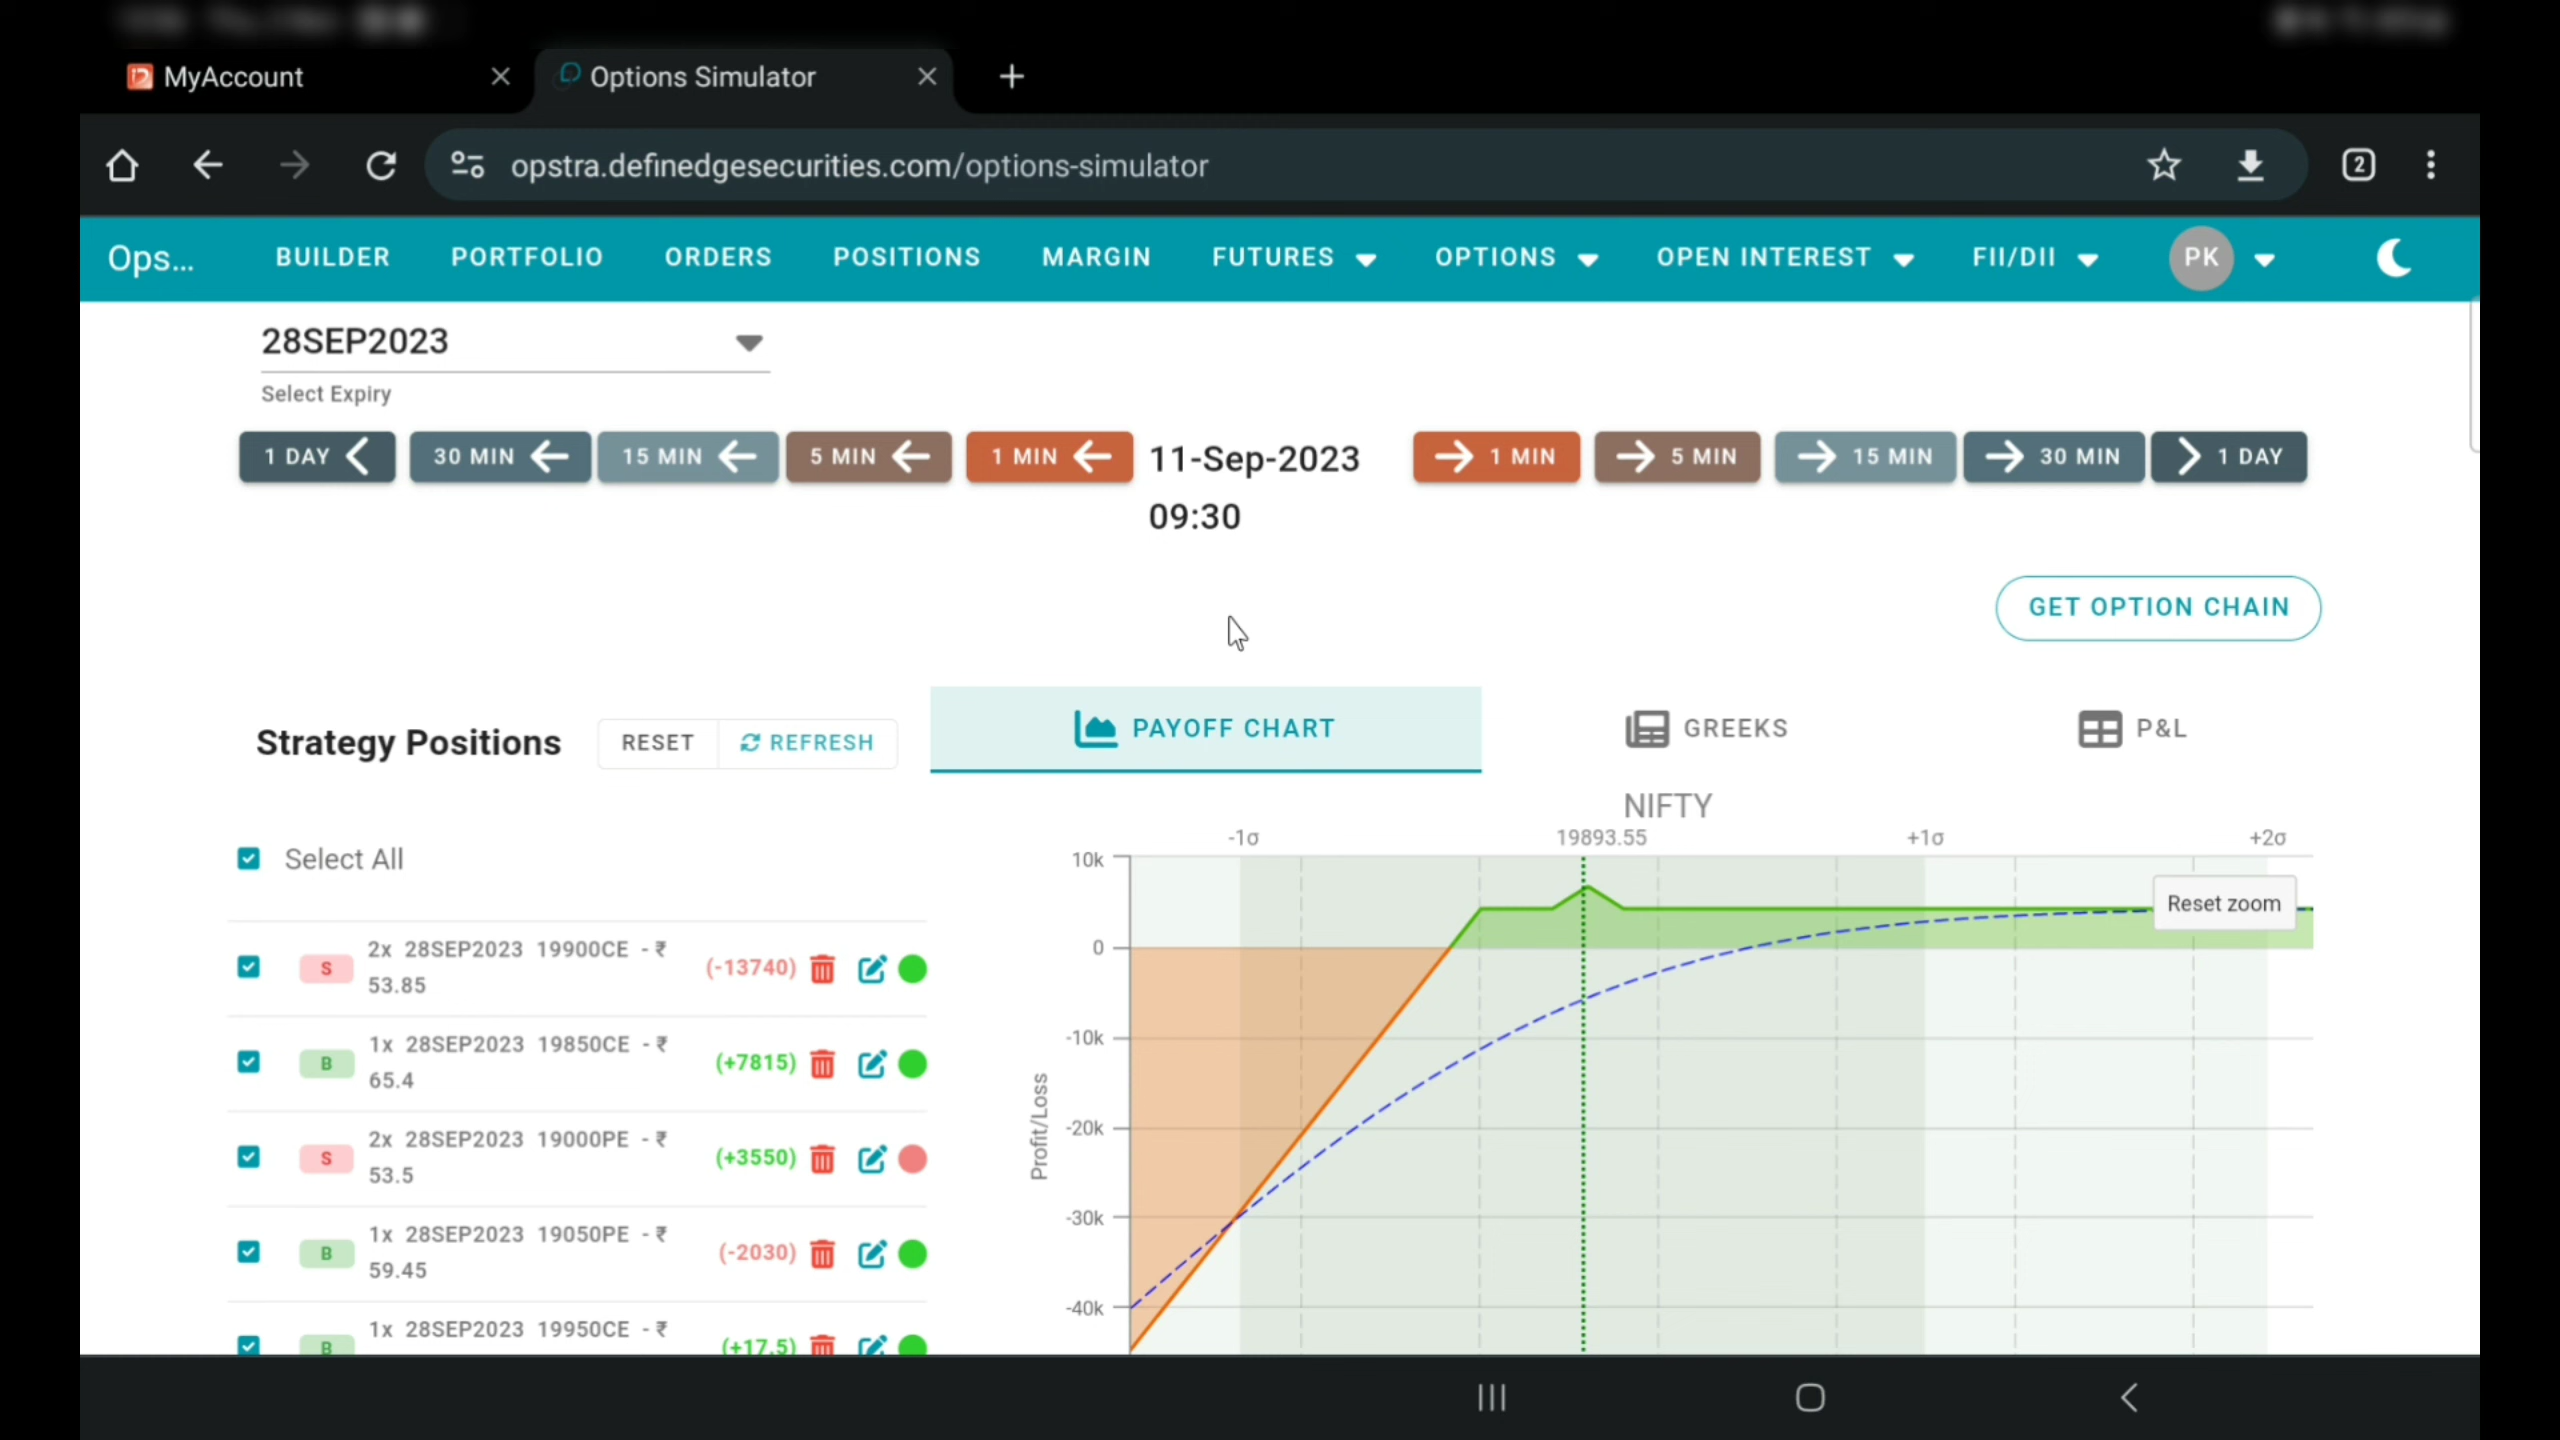 MyAccount
Options Simulator
opstra.definedgesecurities.com/options-simulator
2
Ops...
BUILDER
PORTFOLIO
ORDERS
POSITIONS
MARGIN
FUTURES
OPTIONS
OPEN INTEREST
FII/DII
PK
28SEP2023
Select Expiry
1 DAY
30 MIN
15 MIN
5 MIN
1 MIN
11-Sep-2023
09:30
1 MIN
5 MIN
15 MIN
30 MIN
1 DAY
GET OPTION CHAIN
Strategy Positions
RESET
REFRESH
PAYOFF CHART
GREEKS
P&L
Select All
S
2x 28SEP2023 19900CE - ₹
53.85
(-13740)
B
1x 28SEP2023 19850CE - ₹
65.4
(+7815)
S
2x 28SEP2023 19000PE - ₹
53.5
(+3550)
B
1x 28SEP2023 19050PE - ₹
59.45
(-2030)
B
1x 28SEP2023 19950CE - ₹
(+17.5)
NIFTY
-1σ
19893.55
+1σ
+2σ
Reset zoom
10k
0
-10k
-20k
-30k
-40k
Profit/Loss